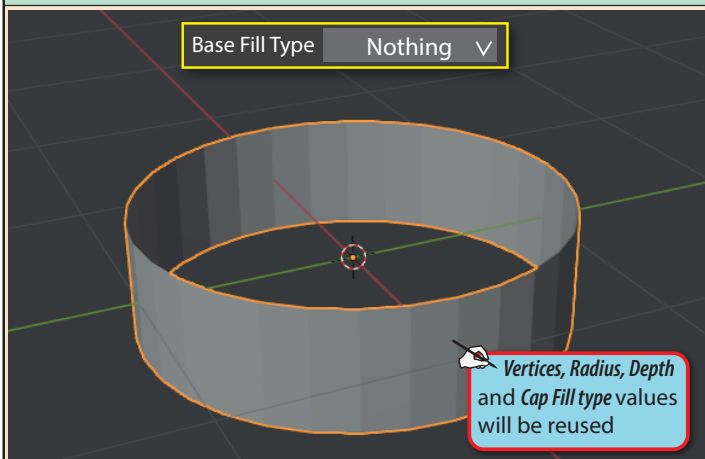 Base Fill Type Nothing
Vertices, Radius, Depth
and Cap Fill type values
will be reused